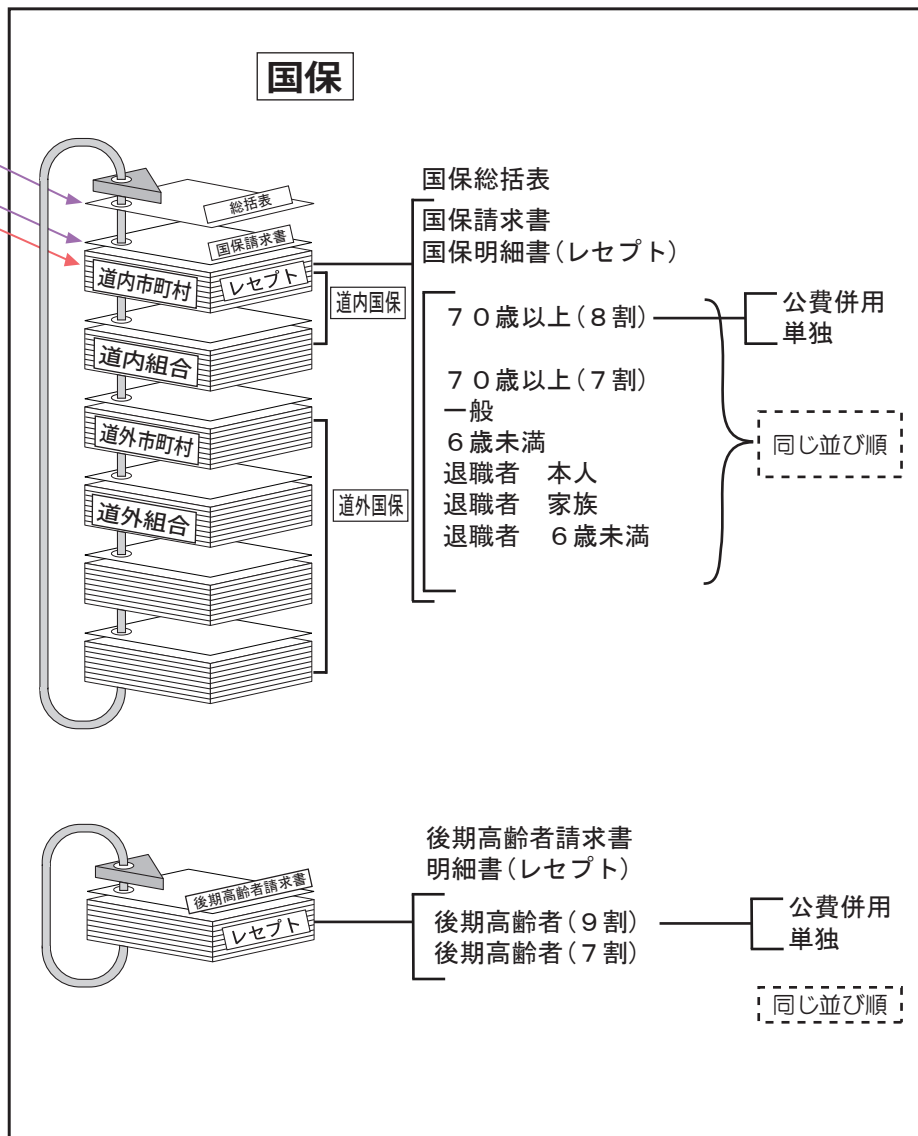 国保
総括表
国保請求書
レセプト
道内市町村
道内組合
道外市町村
道外組合
道内国保
道外国保
国保総括表
国保請求書
国保明細書(レセプト)
70歳以上(8割)
公費併用
単独
70歳以上(7割)
一般
6歳未満
退職者 本人
退職者 家族
退職者 6歳未満
同じ並び順
後期高齢者請求書
レセプト
後期高齢者請求書
明細書(レセプト)
後期高齢者(9割)
後期高齢者(7割)
公費併用
単独
同じ並び順